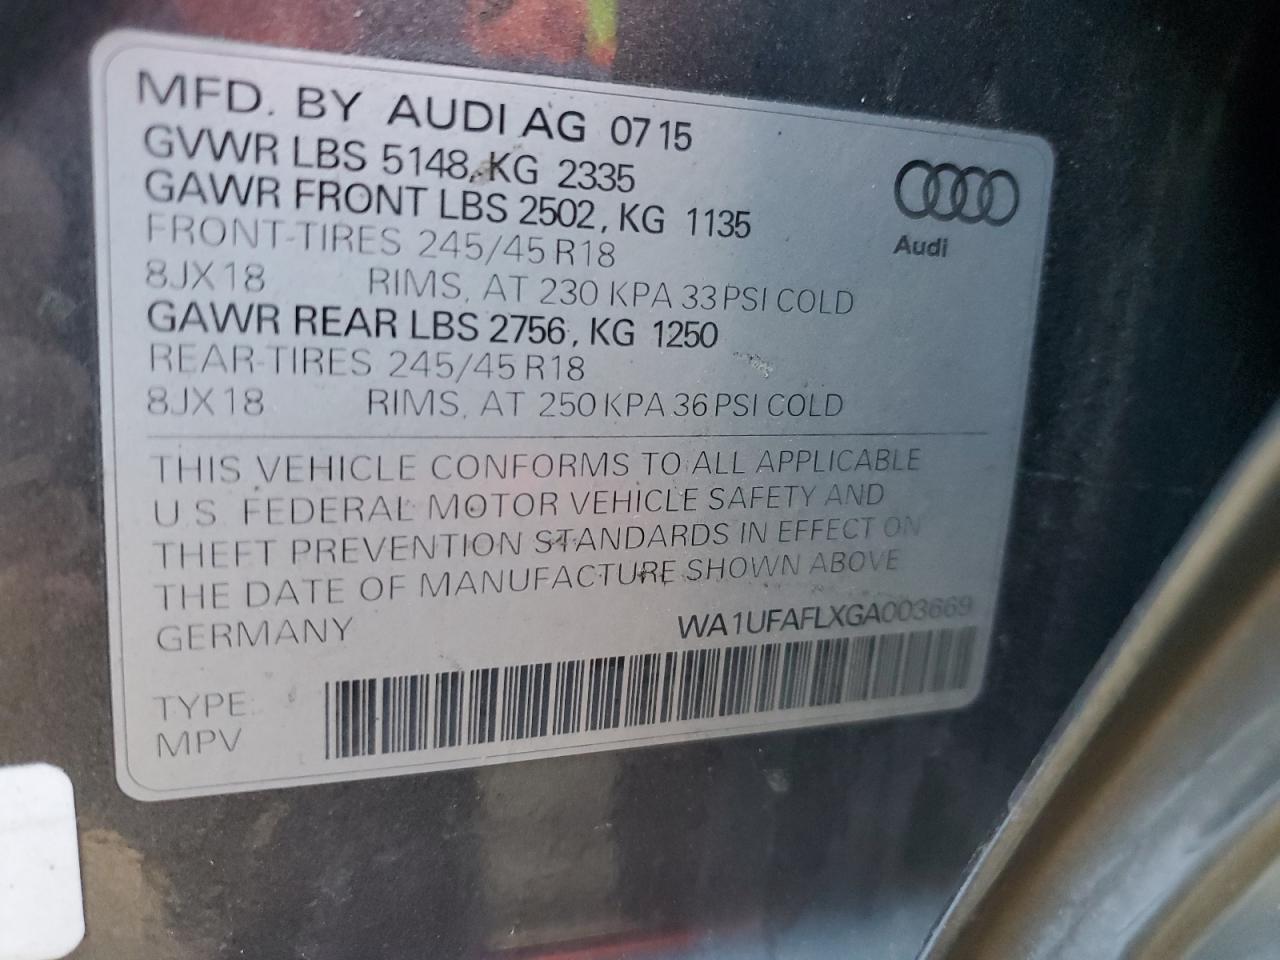 MFD. BY AUDI AG 07 15
GVWR LBS 5148, KG 2335
GAWR FRONT LBS 2502, KG 1135
FRONT-TIRES 245/45 R18
8JX18 RIMS, AT 230 KPA 33 PSI COLD
GAWR REAR LBS 2756, KG 1250
REAR-TIRES 245/45 R18
8JX18 RIMS, AT 250 KPA 36 PSI COLD
Audi
THIS VEHICLE CONFORMS TO ALL APPLICABLE
U.S. FEDERAL MOTOR VEHICLE SAFETY AND
THEFT PREVENTION STANDARDS IN EFFECT ON
THE DATE OF MANUFACTURE SHOWN ABOVE
GERMANY WA1UFAFLXGA003669
TYPE:
MPV